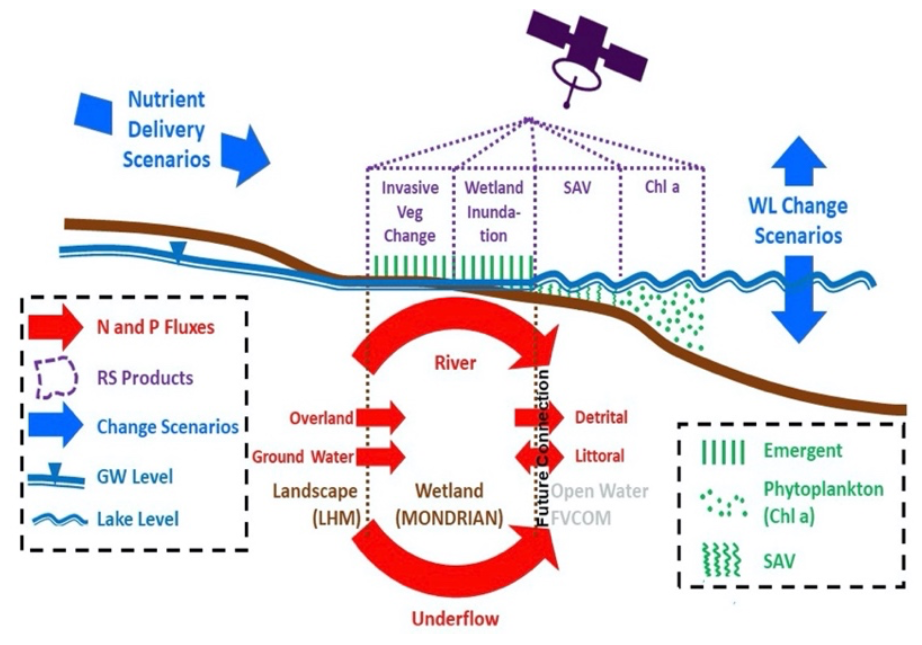 Nutrient
Delivery
Scenarios
Invasive
Veg
Change
Wetland
Inunda-
tion
SAV
Chl a
WL Change
Scenarios
N and P Fluxes
RS Products
Change Scenarios
GW Level
Lake Level
River
Overland
Ground Water
Landscape
(LHM)
Wetland
(MONDRIAN)
Detrital
Littoral
Future Connection
Open Water
FVCOM
Underflow
Emergent
Phytoplankton
(Chl a)
SAV